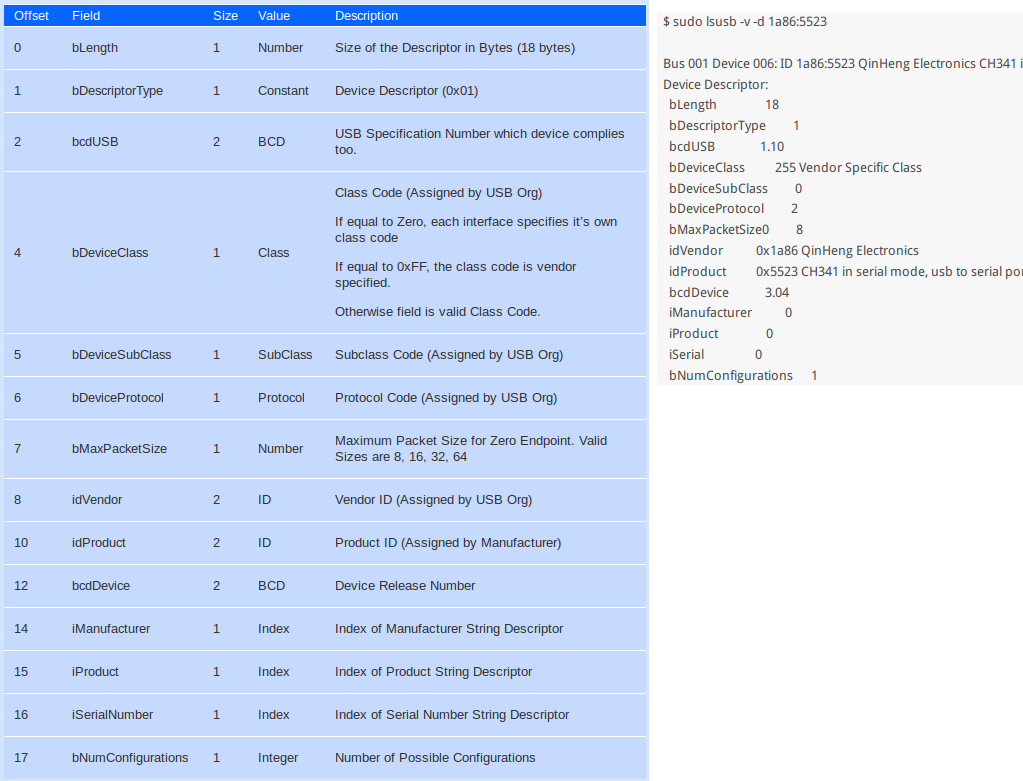 Offset Field Size Value Description
0 bLength 1 Number Size of the Descriptor in Bytes (18 bytes)
1 bDescriptorType 1 Constant Device Descriptor (0x01)
2 bcdUSB 2 BCD USB Specification Number which device complies
too.
4 bDeviceClass 1 Class Class Code (Assigned by USB Org)
If equal to Zero, each interface specifies it's own
class code
If equal to 0xFF, the class code is vendor
specified.
Otherwise field is valid Class Code.
5 bDeviceSubClass 1 SubClass Subclass Code (Assigned by USB Org)
6 bDeviceProtocol 1 Protocol Protocol Code (Assigned by USB Org)
7 bMaxPacketSize 1 Number Maximum Packet Size for Zero Endpoint. Valid
Sizes are 8, 16, 32, 64
8 idVendor 2 ID Vendor ID (Assigned by USB Org)
10 idProduct 2 ID Product ID (Assigned by Manufacturer)
12 bcdDevice 2 BCD Device Release Number
14 iManufacturer 1 Index Index of Manufacturer String Descriptor
15 iProduct 1 Index Index of Product String Descriptor
16 iSerialNumber 1 Index Index of Serial Number String Descriptor
17 bNumConfigurations 1 Integer Number of Possible Configurations
$ sudo lsusb -v -d 1a86:5523
Bus 001 Device 006: ID 1a86:5523 QinHeng Electronics CH341 i
Device Descriptor:
bLength 18
bDescriptorType 1
bcdUSB 1.10
bDeviceClass 255 Vendor Specific Class
bDeviceSubClass 0
bDeviceProtocol 2
bMaxPacketSize0 8
idVendor 0x1a86 QinHeng Electronics
idProduct 0x5523 CH341 in serial mode, usb to serial por
bcdDevice 3.04
iManufacturer 0
iProduct 0
iSerial 0
bNumConfigurations 1